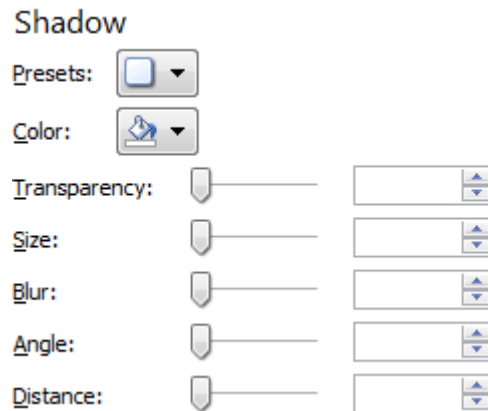 Shadow
Presets:
Color:
Transparency:
Size:
Blur:
Angle:
Distance: